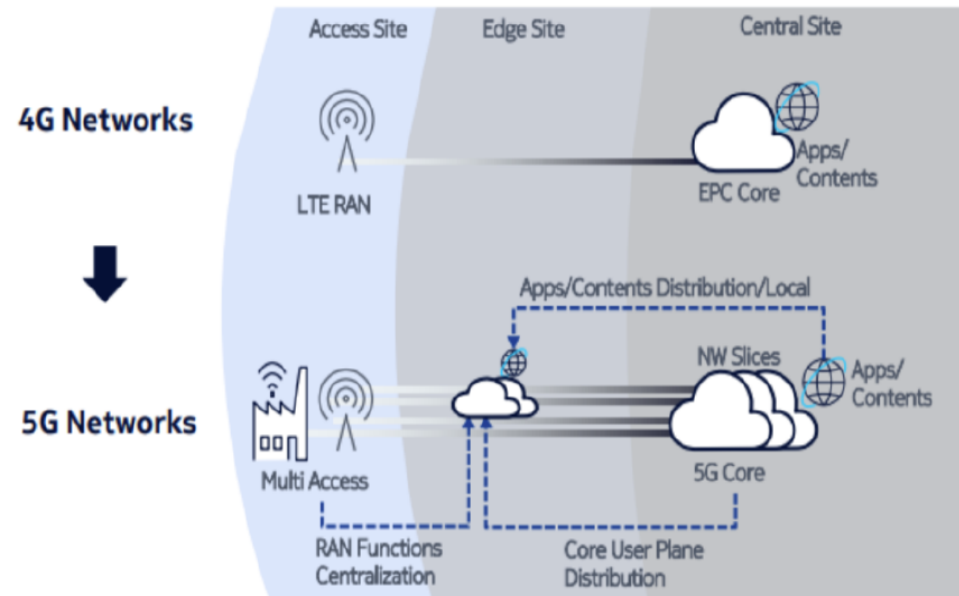 Access Site
Edge Site
Central Site
4G Networks
LTE RAN
EPC Core
Apps/
Contents
Apps/Contents Distribution/Local
NW Slices
Apps/
Contents
5G Networks
Multi Access
5G Core
RAN Functions
Centralization
Core User Plane
Distribution